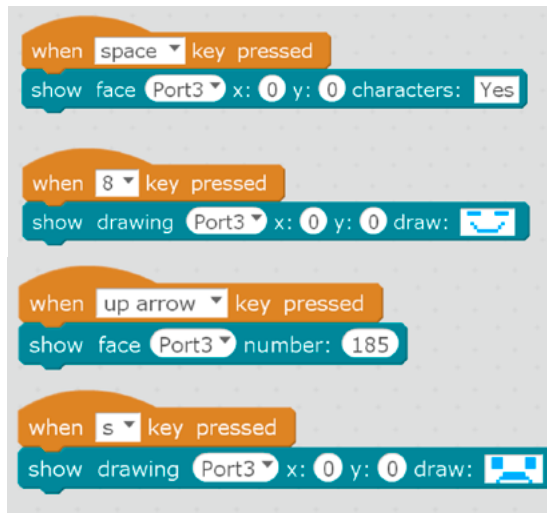 when space key pressed
show face Port3 x: 0 y: 0 characters: Yes
when 8 key pressed
show drawing Port3 x: 0 y: 0 draw:
when up arrow key pressed
show face Port3 number: 185
when s key pressed
show drawing Port3 x: 0 y: 0 draw: